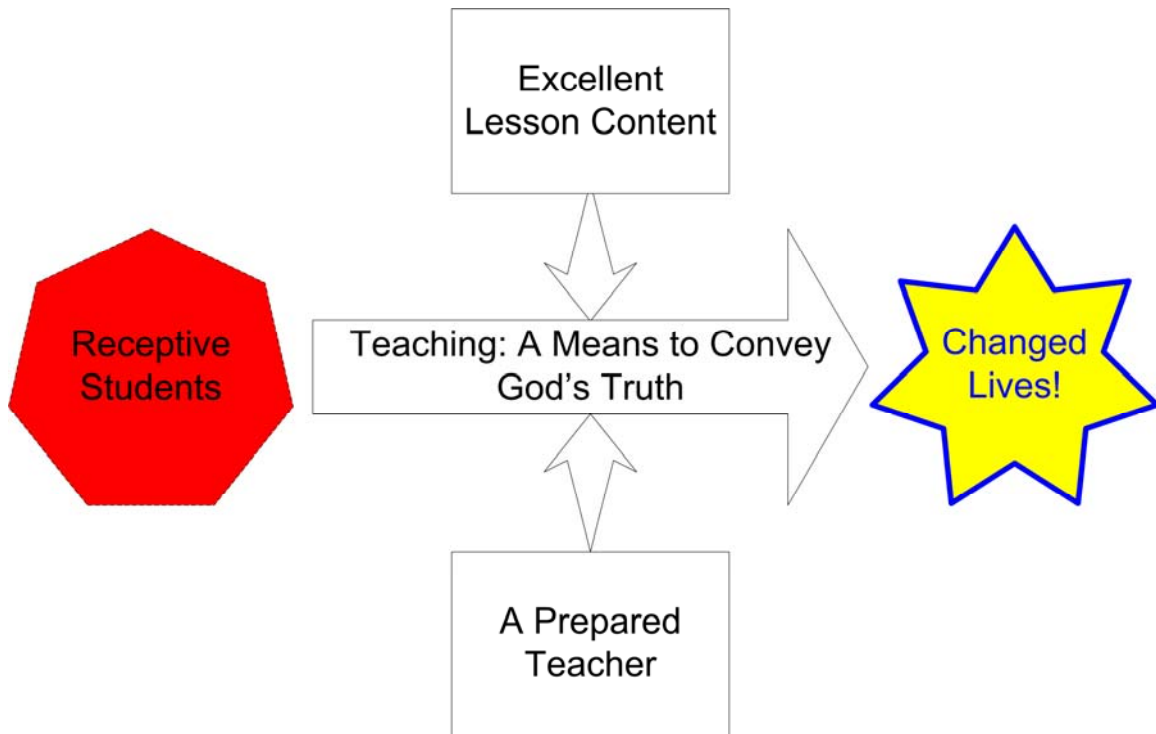 Excellent
Lesson Content
Receptive
Students
Teaching: A Means to Convey
God’s Truth
Changed
Lives!
A Prepared
Teacher